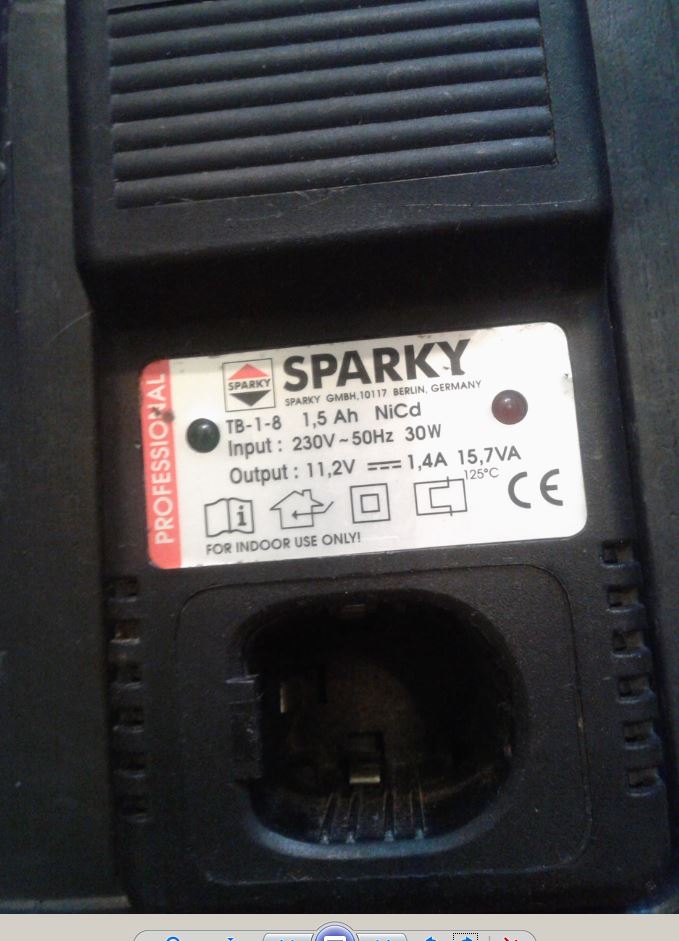 SPARKY
SPARKY
SPARKY GMBH,10117 BERLIN, GERMANY
PROFESSIONAL
TB-1-8 1,5 Ah NiCd
Input : 230V ~ 50Hz 30W
Output : 11,2V 1,4A 15,7VA
125°C
i
CE
FOR INDOOR USE ONLY!